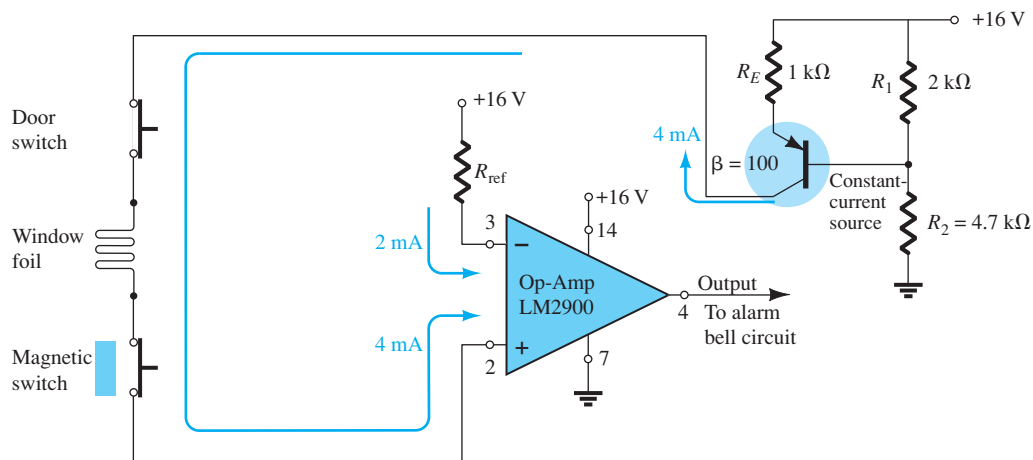 +16 V
R_E
1 kΩ
R_1
2 kΩ
+16 V
Door
switch
4 mA
β = 100
R_ref
Constant-
current
source
+16 V
R_2 = 4.7 kΩ
3
14
Window
foil
2 mA
−
Op-Amp
LM2900
Output
4
To alarm
bell circuit
Magnetic
switch
4 mA
+
2
7